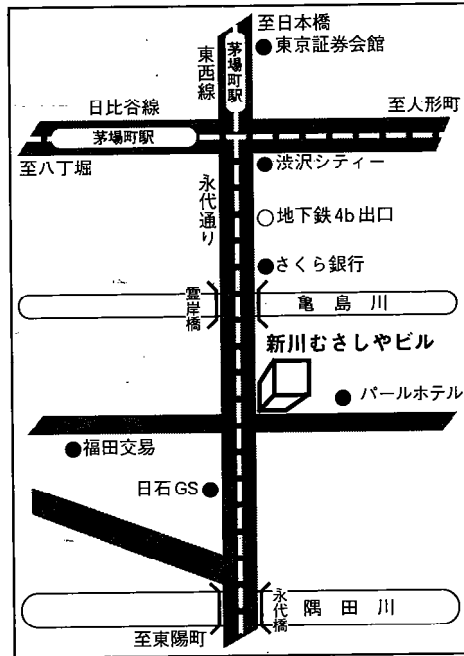 至日本橋
東京証券会館
東西線
茅場町駅
日比谷線
至人形町
茅場町駅
至八丁堀
渋沢シティー
永代通り
地下鉄4b出口
さくら銀行
霊岸橋
亀島川
新川むさしやビル
パールホテル
福田交易
日石GS
永代橋
隅田川
至東陽町